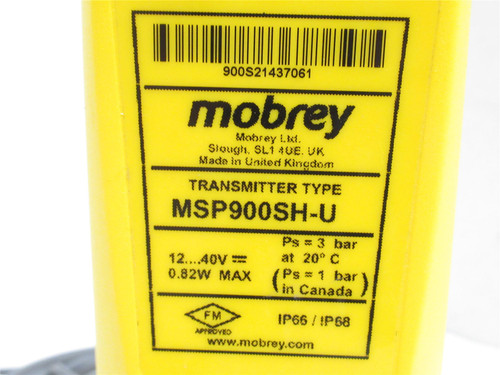 900S21437061
mobrey
Mobrey Ltd.
Slough, SL1 4UE, UK
Made in United Kingdom
TRANSMITTER TYPE
MSP900SH-U
12....40V ⎓
0.82W MAX
Ps = 3 bar
at 20° C
(Ps = 1 bar
in Canada)
FM
APPROVED
IP66 / IP68
www.mobrey.com